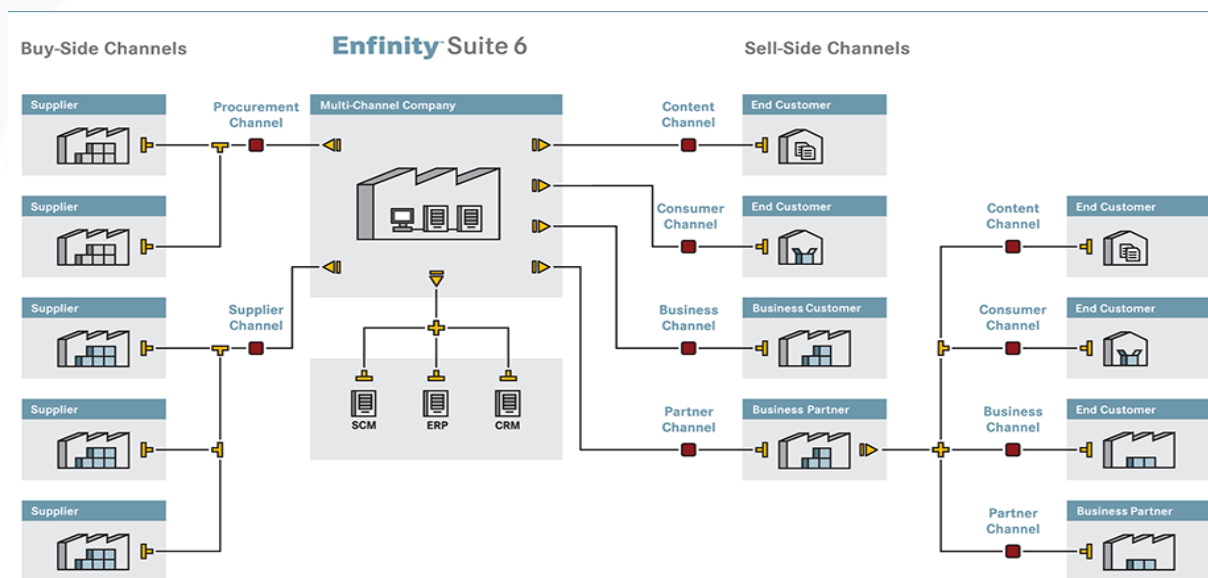 Buy-Side Channels
Enfinity™ Suite 6
Sell-Side Channels
Supplier
Procurement
Channel
Multi-Channel Company
Content
Channel
End Customer
Supplier
Consumer
Channel
End Customer
Content
Channel
End Customer
Supplier
Supplier
Channel
Business
Channel
Business Customer
Consumer
Channel
End Customer
SCM
ERP
CRM
Supplier
Partner
Channel
Business Partner
Business
Channel
End Customer
Supplier
Partner
Channel
Business Partner